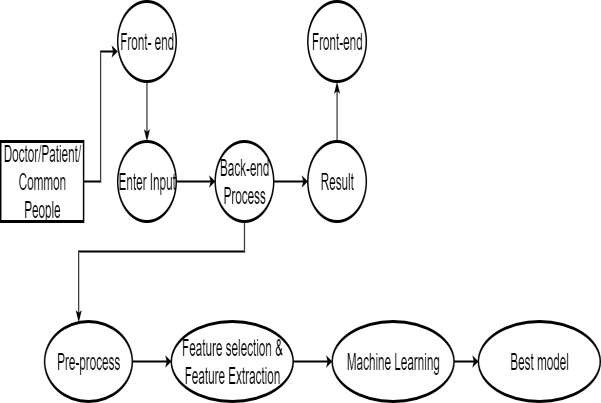 Front- end
Front-end
Doctor/Patient/
Common
People
Enter Input
Back-end
Process
Result
Pre-process
Feature selection &
Feature Extraction
Machine Learning
Best model